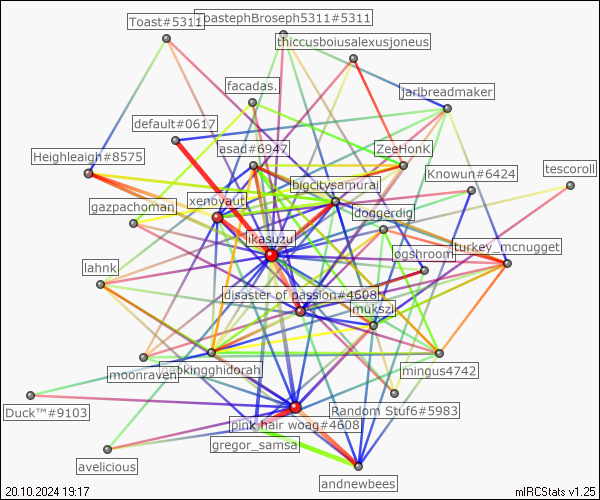 Toast#5311
ToastephBroseph5311#5311
thiccusboiusalexusjoneus
facadas.
jarlbreadmaker
default#0617
asad#6947
ZeeHonK
Heighleaigh#8575
tescoroll
Knowun#6424
bigcitysamurai
xenoyaut
gazpachoman
doggerdig
ikasuzu
turkey_mcnugget
ogshroom
lahnk
disaster of passion#4608
mukszi
mingus4742
kingghidorah
moonraven
Duck™#9103
Random Stuf6#5983
pink hair woag#4608
gregor_samsa
avelicious
andnewbees
20.10.2024 19:17
mIRCStats v1.25